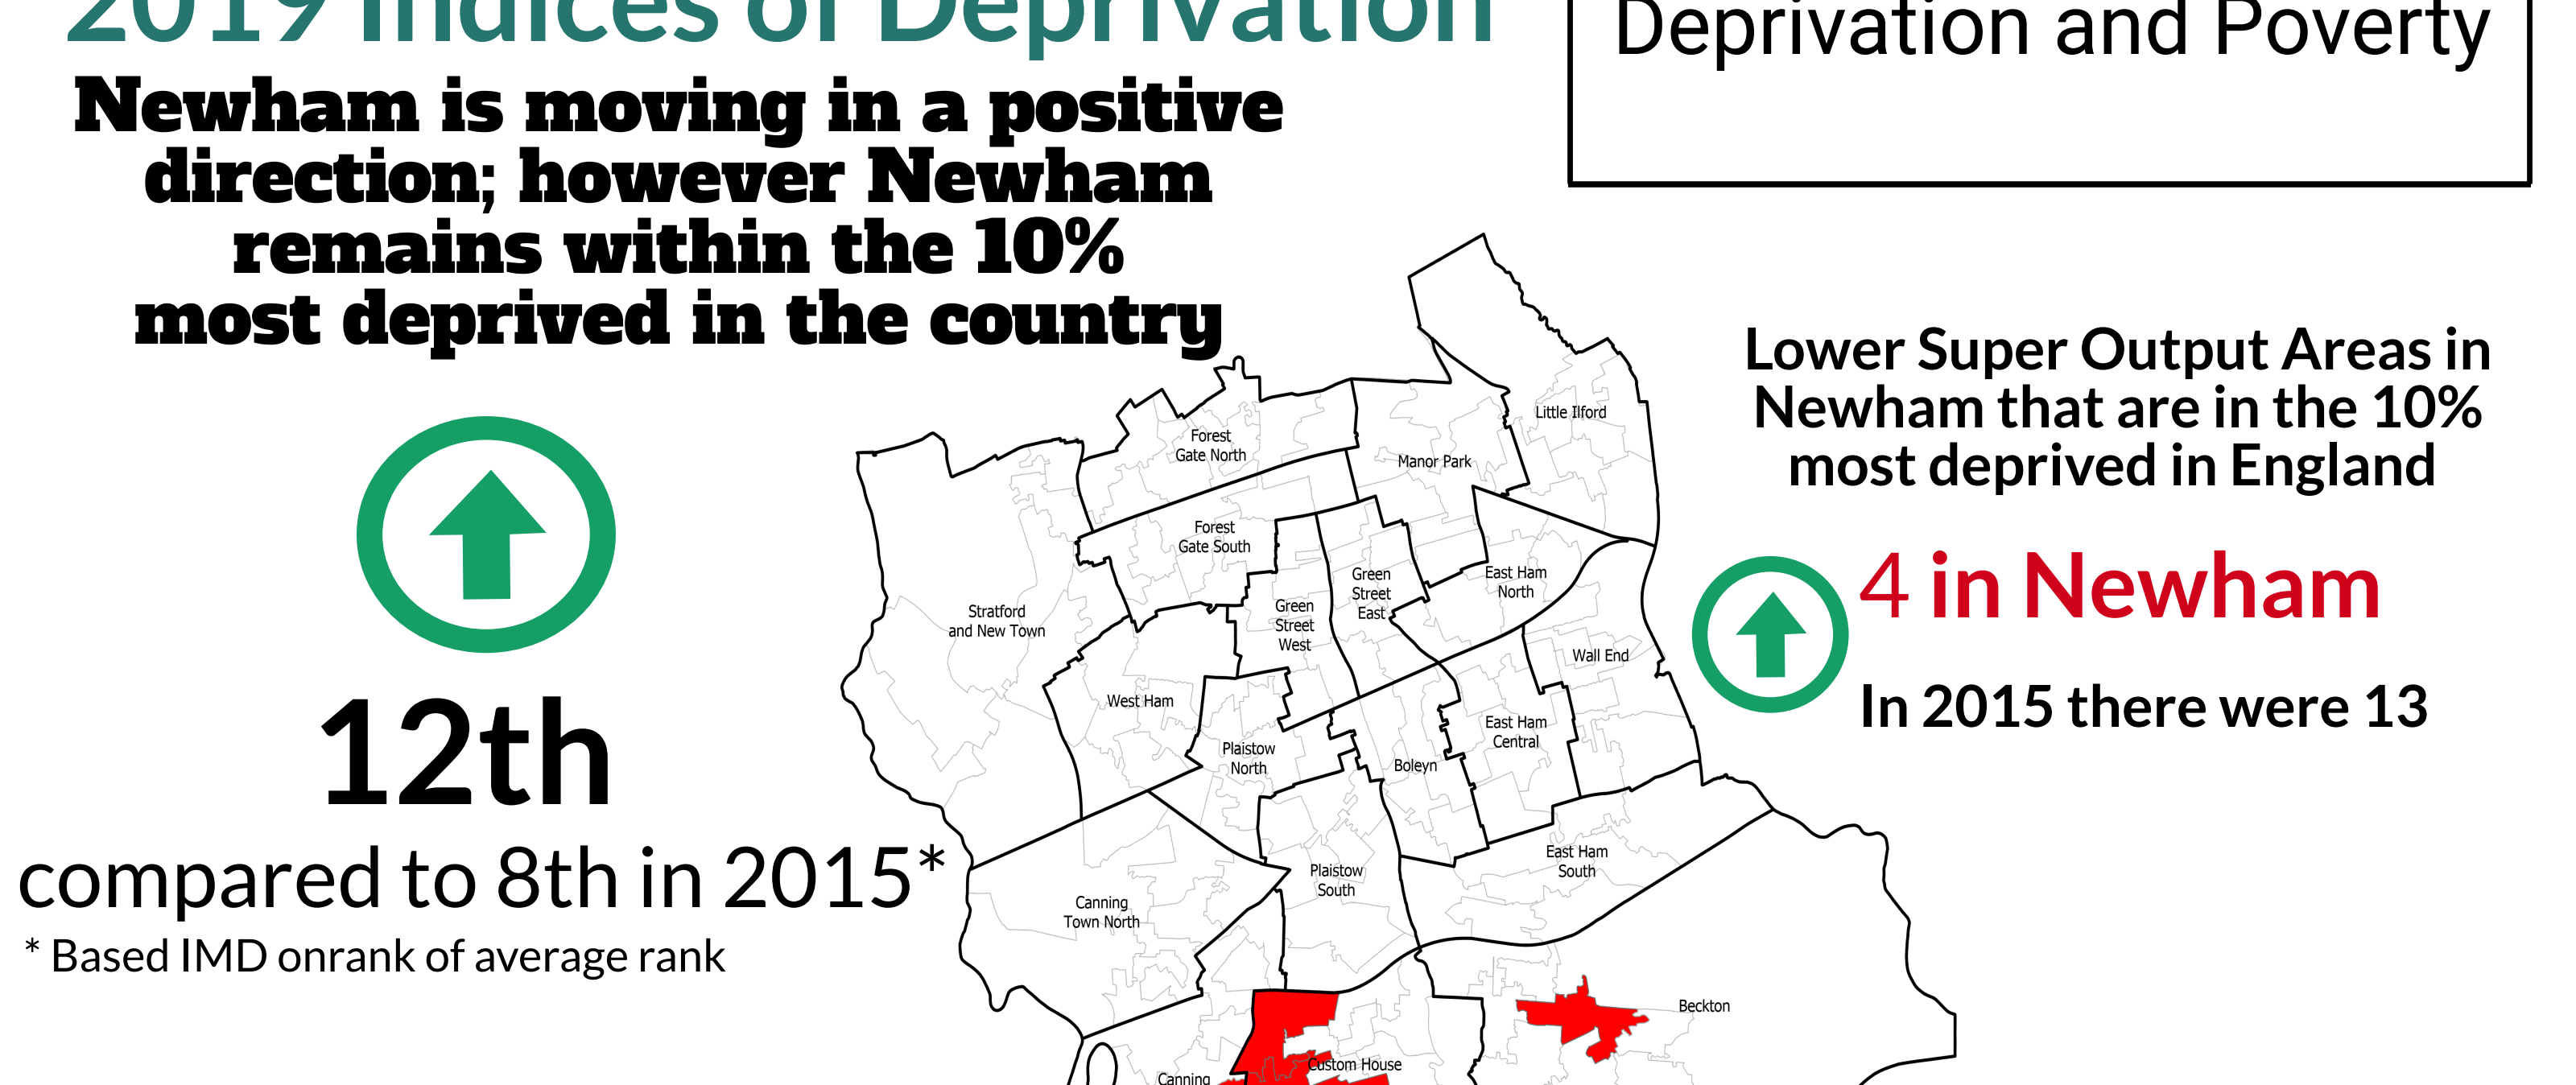 2019 Indices of Deprivation
Deprivation and Poverty
Newham is moving in a positive
direction; however Newham
remains within the 10%
most deprived in the country
12th
compared to 8th in 2015*
* Based IMD onrank of average rank
Lower Super Output Areas in
Newham that are in the 10%
most deprived in England
4 in Newham
In 2015 there were 13
Little Ilford
Forest
Gate North
Manor Park
Forest
Gate South
Green
Street
East
East Ham
North
Stratford
and New Town
Green
Street
West
Wall End
West Ham
East Ham
Central
Plaistow
North
Boleyn
East Ham
South
Plaistow
South
Canning
Town North
Beckton
Custom House
Canning